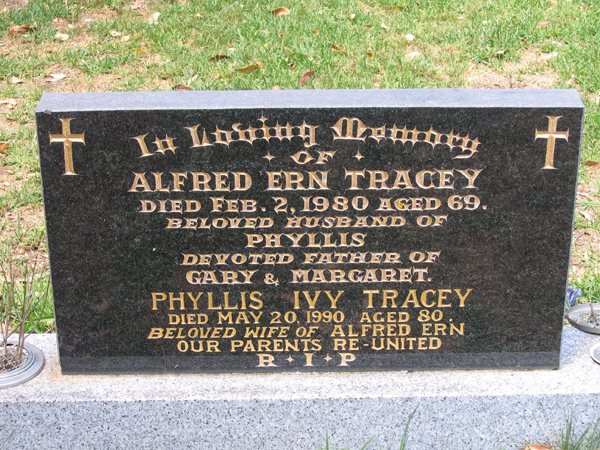 In Loving Memory
OF
ALFRED ERN TRACEY
DIED FEB. 2, 1980 AGED 69.
BELOVED HUSBAND OF
PHYLLIS
DEVOTED FATHER OF
GARY & MARGARET.
PHYLLIS IVY TRACEY
DIED MAY 20, 1990 AGED 80.
BELOVED WIFE OF ALFRED ERN
OUR PARENTS RE-UNITED
R·I·P